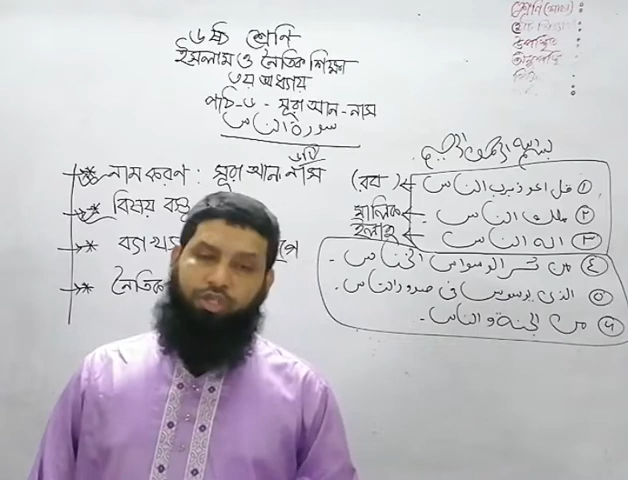 ৬ষ্ঠ শ্রেণি
ইসলাম ও নৈতিক শিক্ষা
৩য় অধ্যায়
পাঠ-৬ - সূরা আন-নাস
سورة الناس
নাম করণ : সূরা আন নাস
বিষয় বস্তু
নৈতিক
بسم الله الرحمن الرحيم
(রব) ① قل اعوذ برب الناس
মালিক ② ملك الناس
ইলাহ ③ اله الناس
④ من شر الوسواس الخناس
⑤ الذى يوسوس فى صدور الناس
⑥ من الجنة والناس
শ্রেণি
উপস্থিত